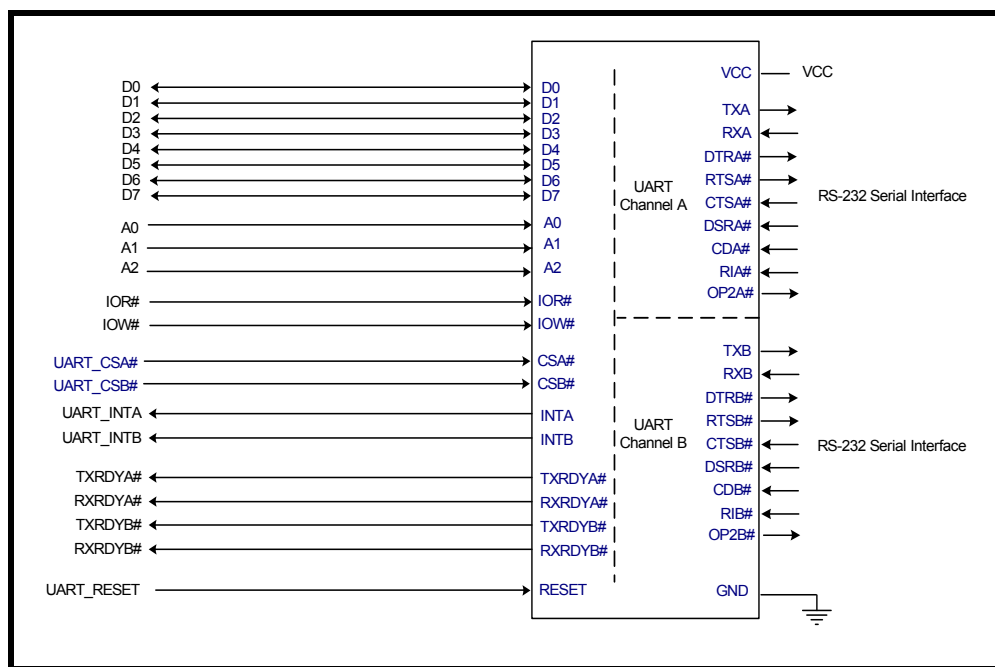 D0 D0
D1 D1
D2 D2
D3 D3
D4 D4
D5 D5
D6 D6
D7 D7
A0 A0
A1 A1
A2 A2
IOR# IOR#
IOW# IOW#
UART_CSA# CSA#
UART_CSB# CSB#
UART_INTA INTA
UART_INTB INTB
TXRDYA# TXRDYA#
RXRDYA# RXRDYA#
TXRDYB# TXRDYB#
RXRDYB# RXRDYB#
UART_RESET RESET
UART
Channel A
UART
Channel B
VCC VCC
TXA
RXA
DTRA#
RTSA#
CTSA#
DSRA#
CDA#
RIA#
OP2A#
RS-232 Serial Interface
TXB
RXB
DTRB#
RTSB#
CTSB#
DSRB#
CDB#
RIB#
OP2B#
RS-232 Serial Interface
GND